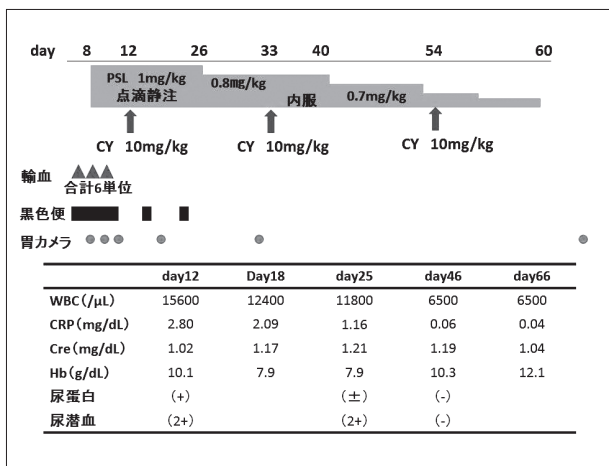 day 8 12 26 33 40 54 60
PSL 1mg/kg 0.8mg/kg
点滴静注 内服 0.7mg/kg
CY 10mg/kg CY 10mg/kg CY 10mg/kg
輸血
合計6単位
黒色便
胃カメラ
day12 Day18 day25 day46 day66
WBC(/μL) 15600 12400 11800 6500 6500
CRP(mg/dL) 2.80 2.09 1.16 0.06 0.04
Cre(mg/dL) 1.02 1.17 1.21 1.19 1.04
Hb(g/dL) 10.1 7.9 7.9 10.3 12.1
尿蛋白 (+) (±) (-)
尿潜血 (2+) (2+) (-)